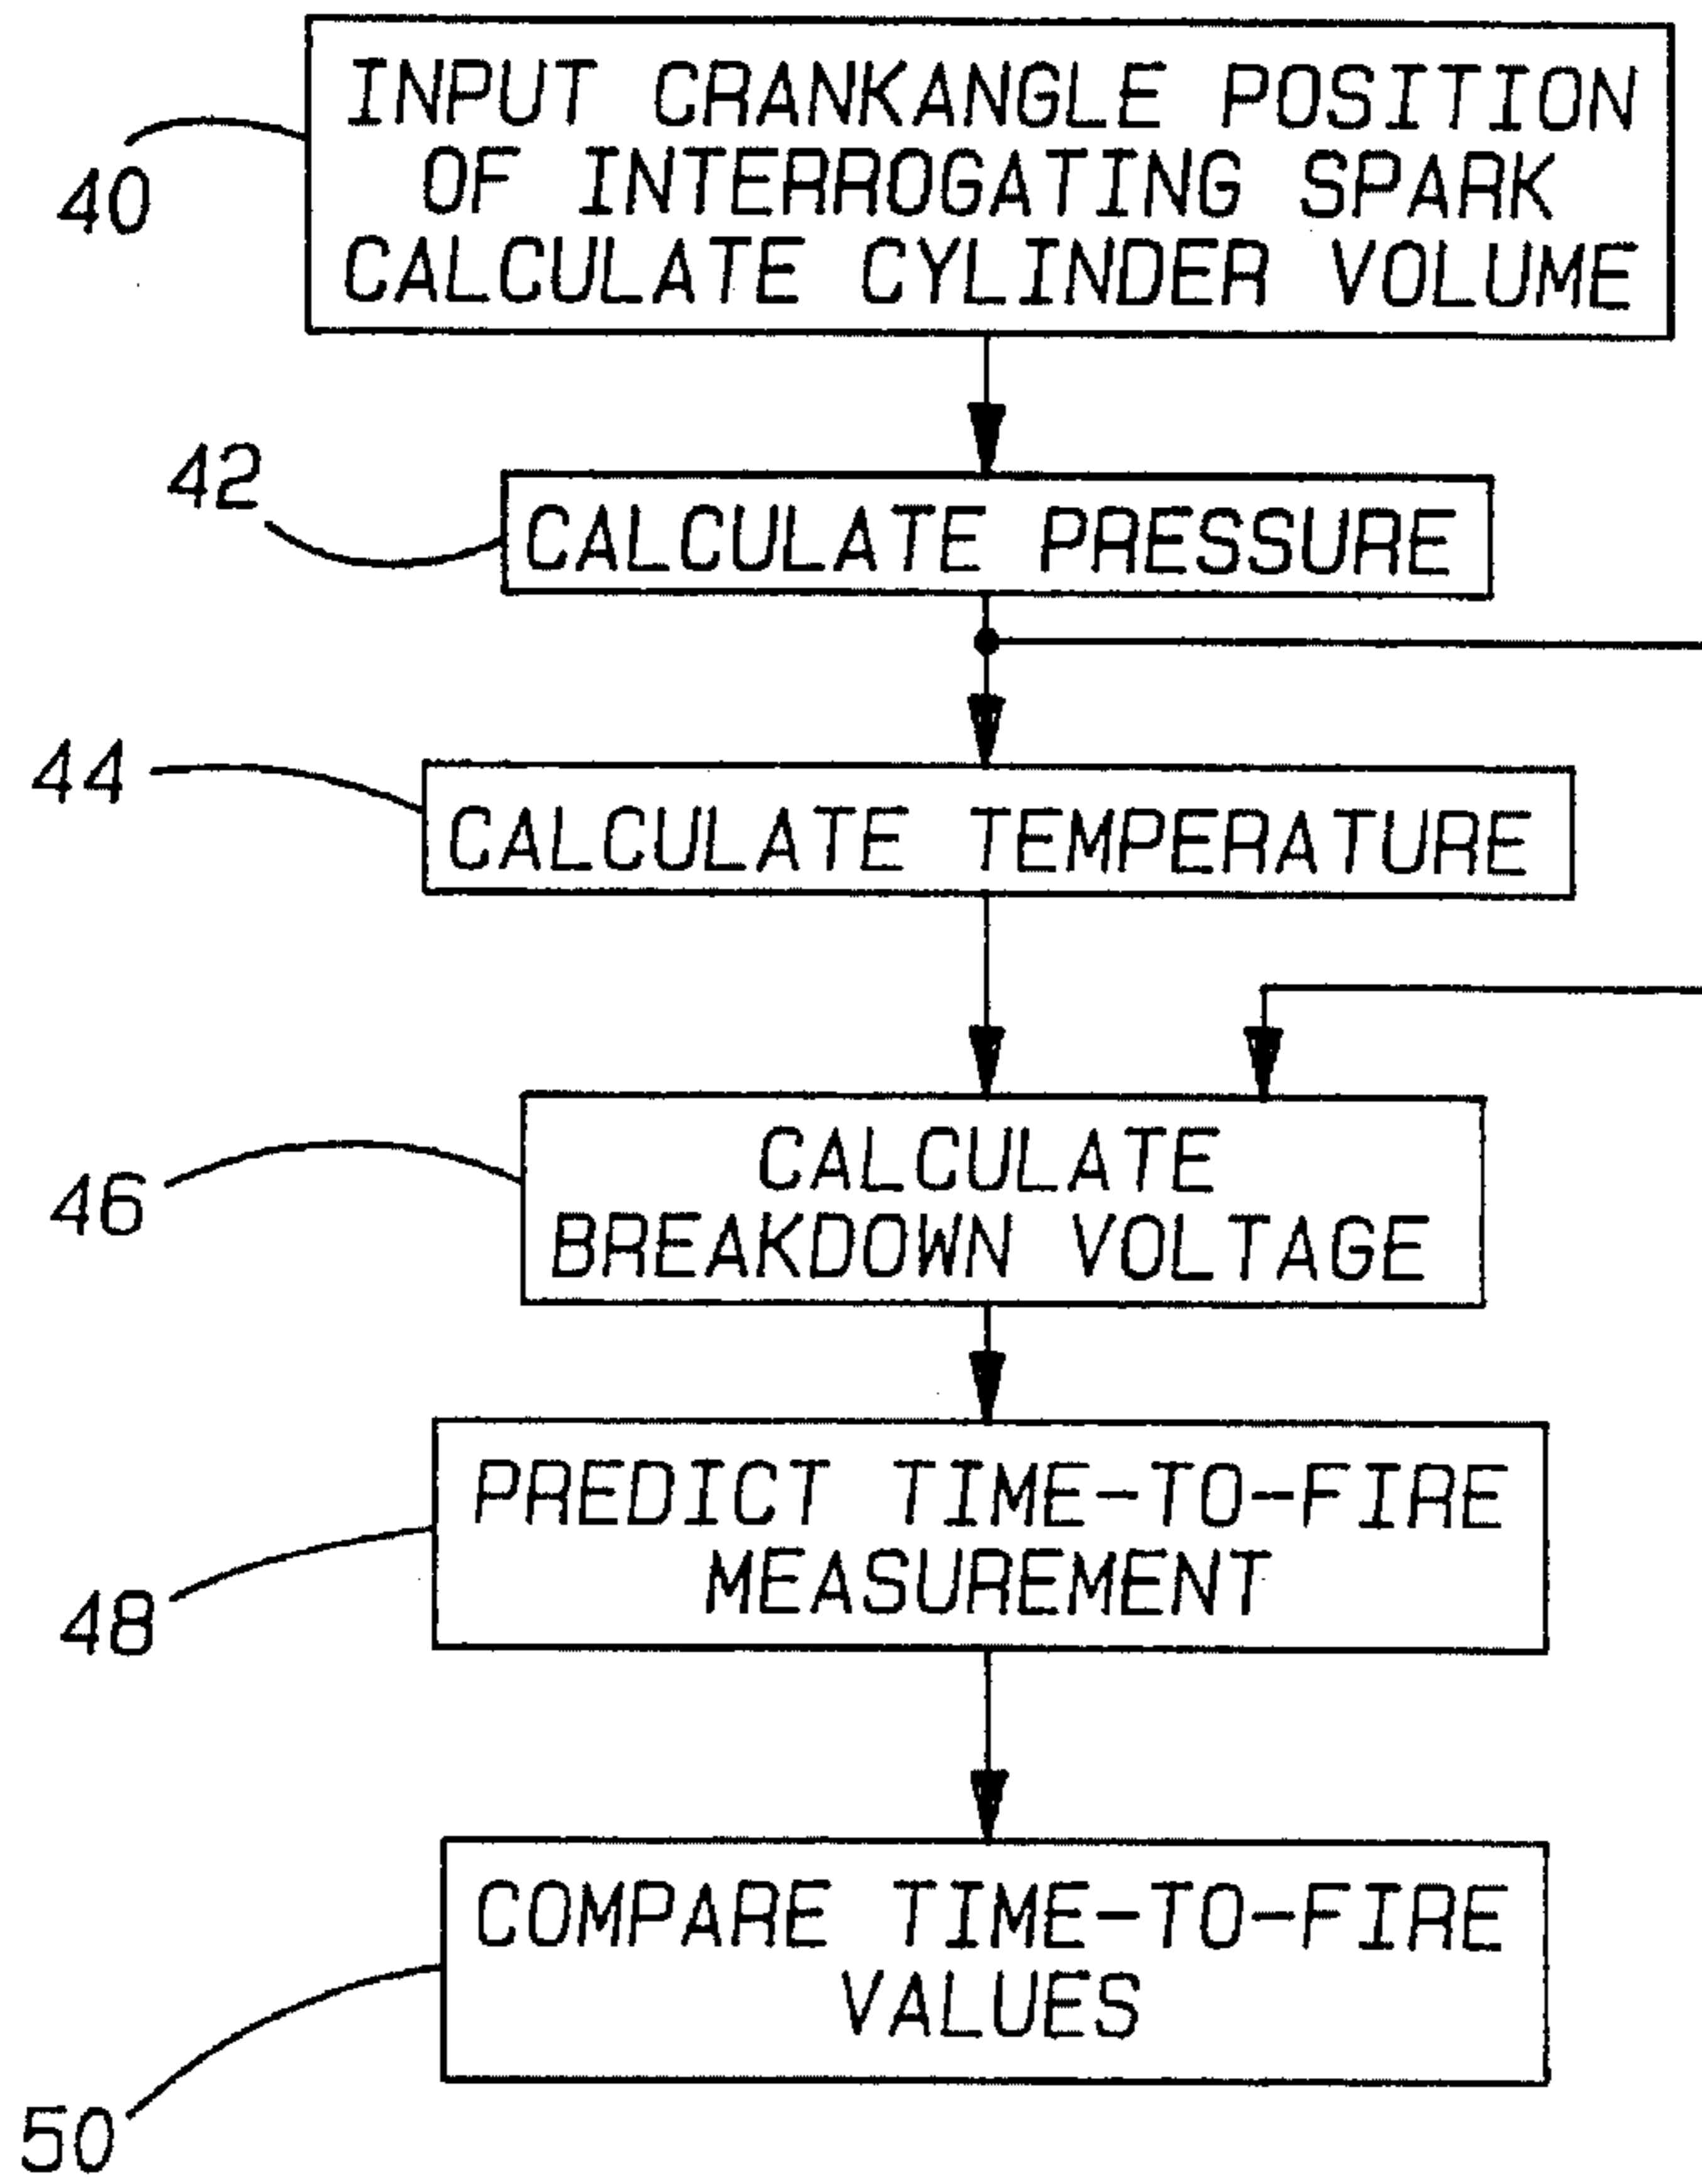 INPUT CRANKANGLE POSITION
OF INTERROGATING SPARK
CALCULATE CYLINDER VOLUME
40
42
CALCULATE PRESSURE
44
CALCULATE TEMPERATURE
46
CALCULATE
BREAKDOWN VOLTAGE
48
PREDICT TIME-TO-FIRE
MEASUREMENT
COMPARE TIME-TO-FIRE
VALUES
50